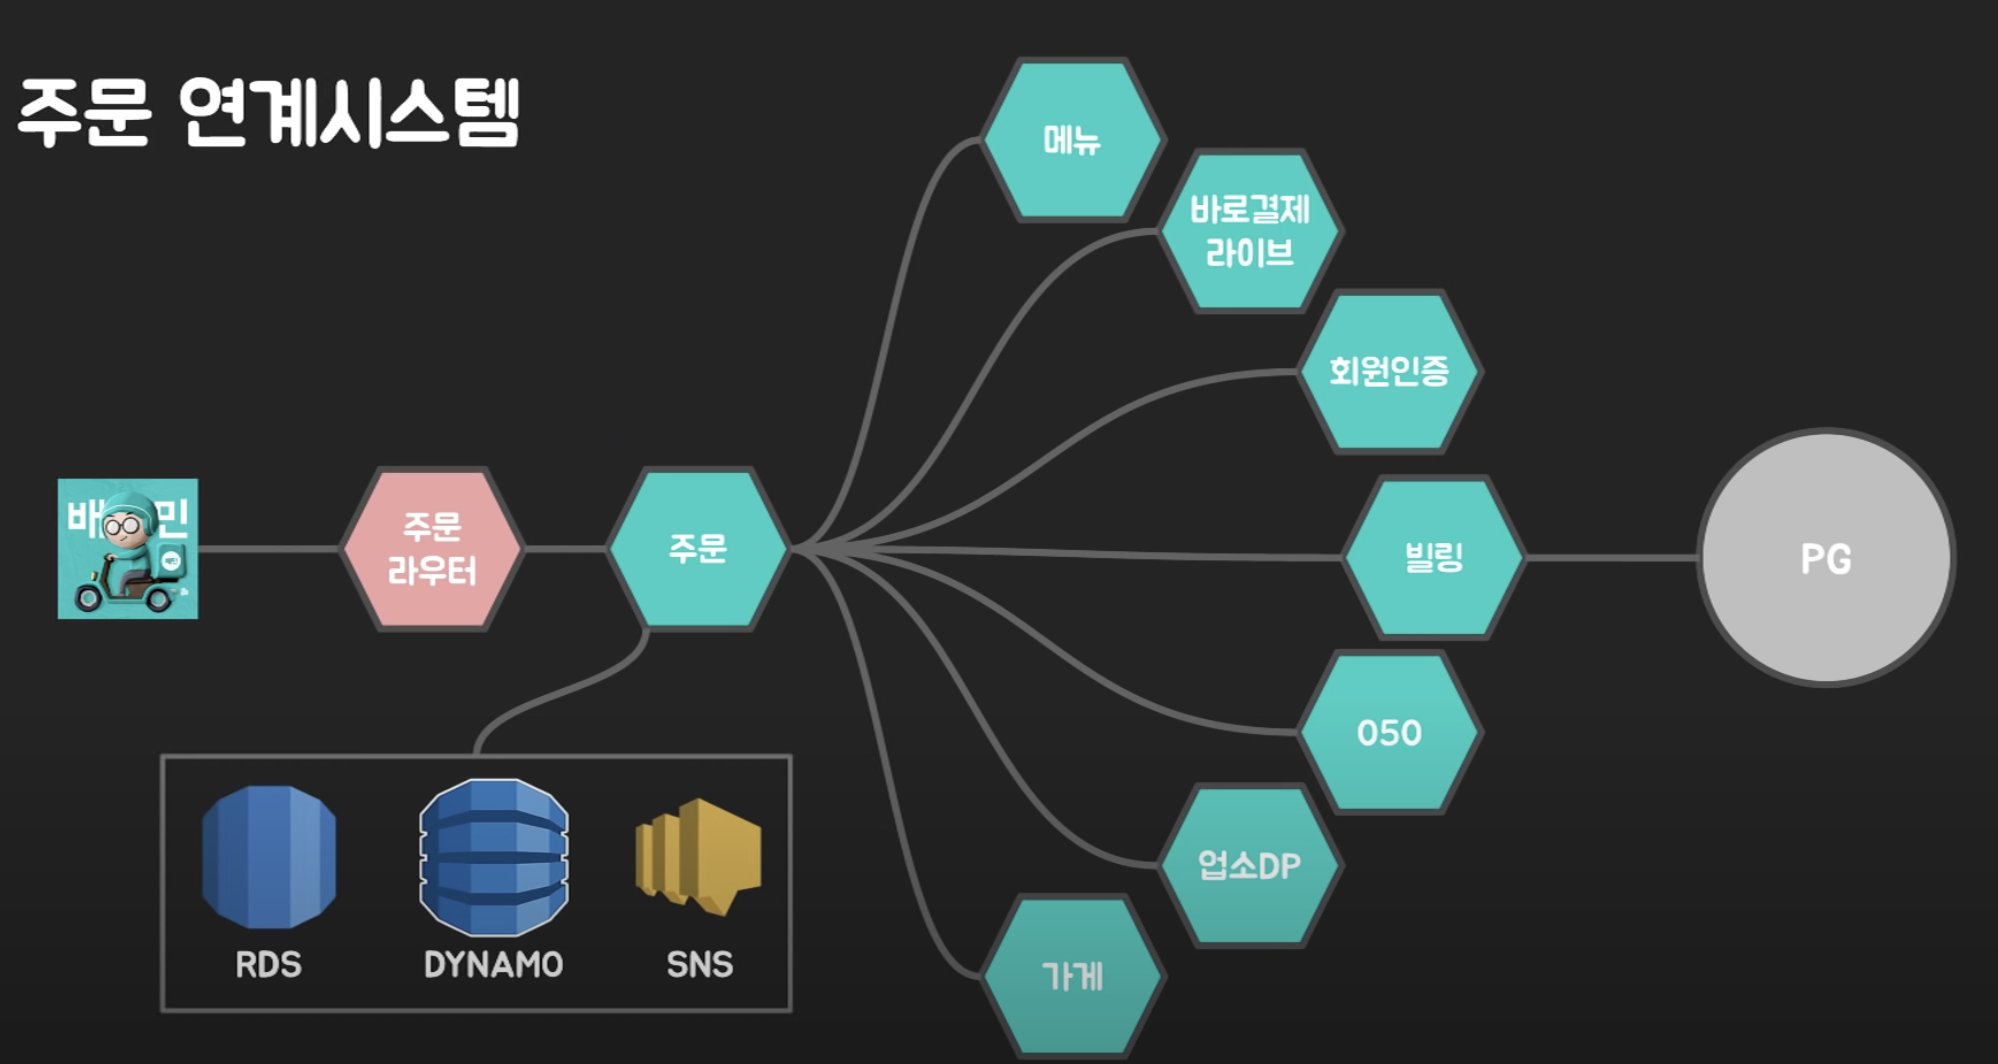 주문 연계시스템
메뉴
바로결제
라이브
회원인증
배 민
주문
라우터
주문
빌링
PG
050
업소DP
가게
RDS
DYNAMO
SNS